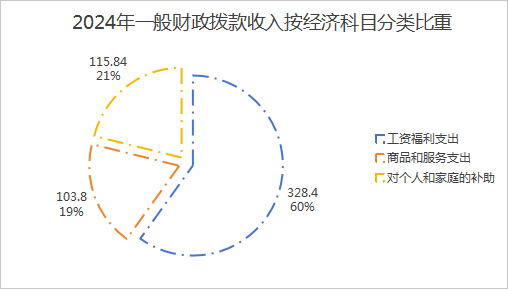 2024年一般财政拨款收入按经济科目分类比重
115.84
21%
103.8
19%
328.4
60%
工资福利支出
商品和服务支出
对个人和家庭的补助